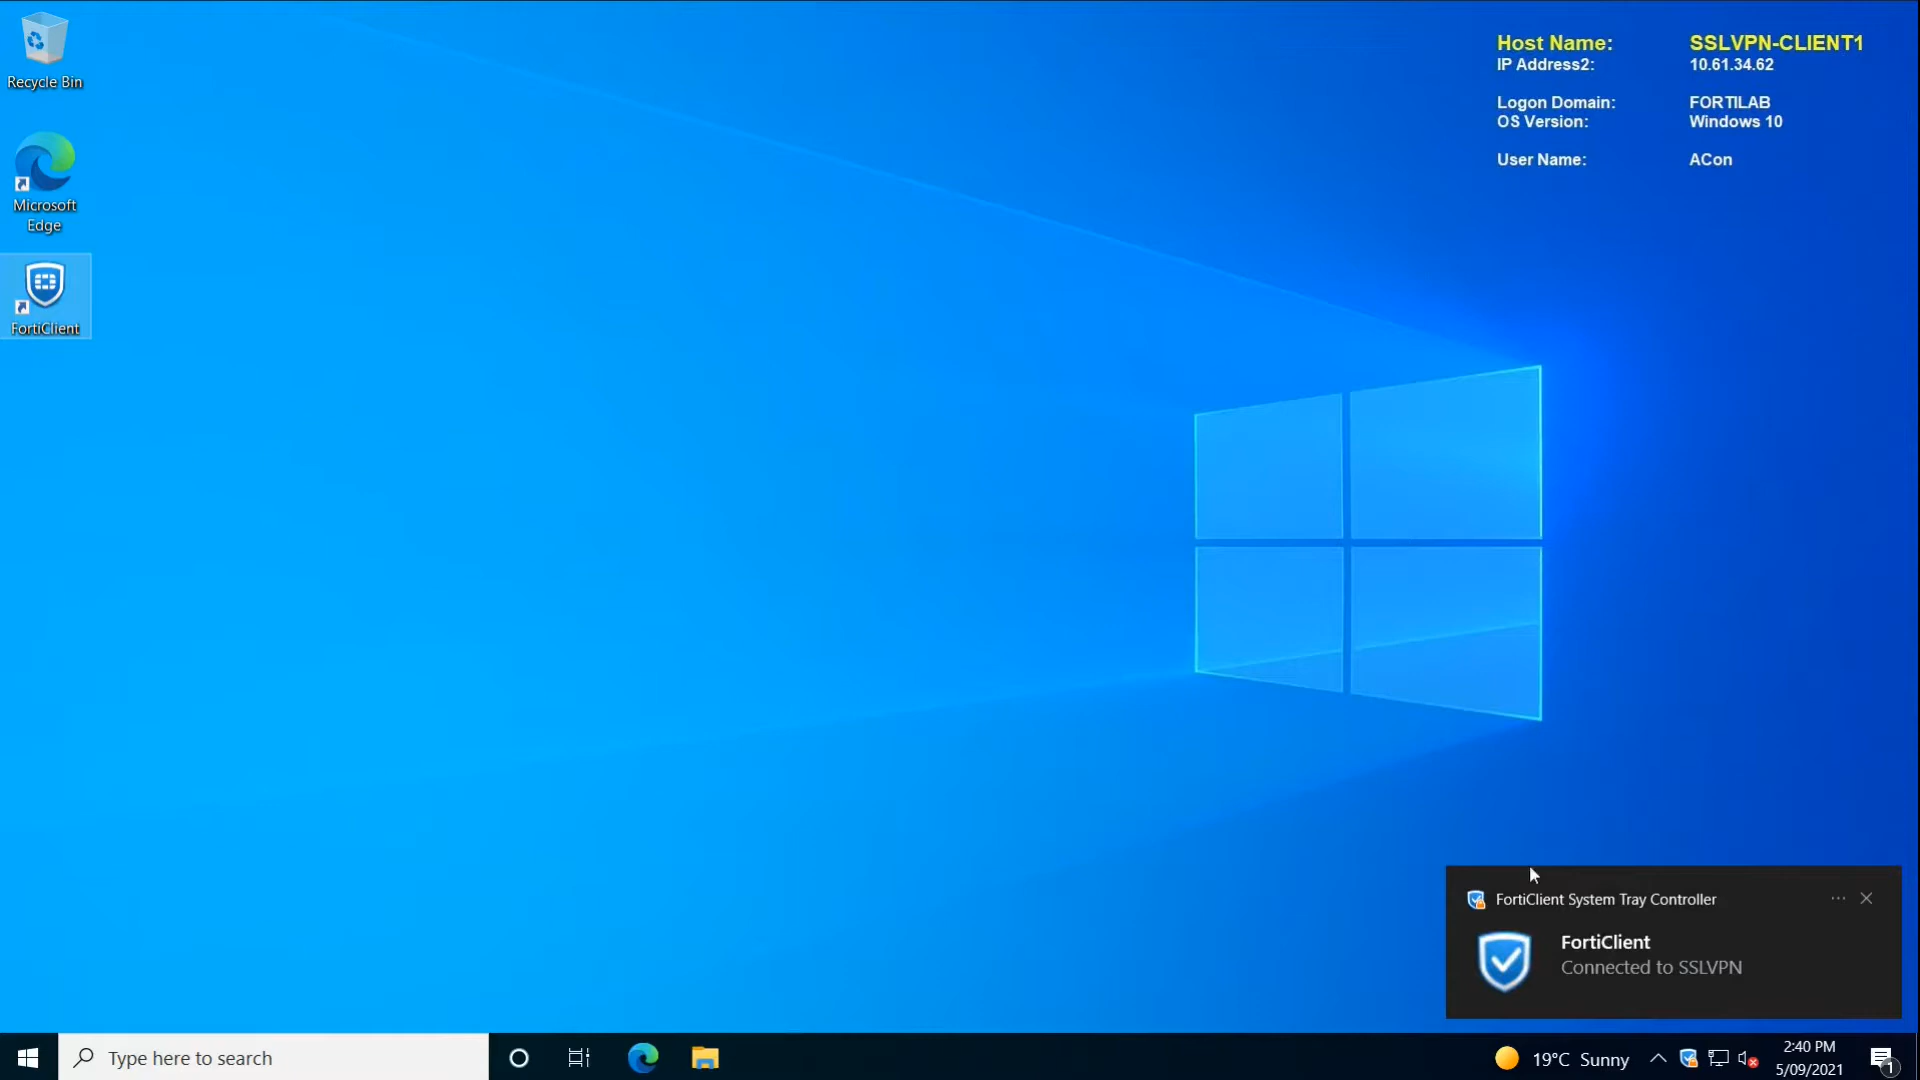 Recycle Bin
Microsoft
Edge
FortiClient
Host Name: SSLVPN-CLIENT1
IP Address2: 10.61.34.62
Logon Domain: FORTILAB
OS Version: Windows 10
User Name: ACon
FortiClient System Tray Controller
FortiClient
Connected to SSLVPN
Type here to search
19°C Sunny
2:40 PM
5/09/2021
1